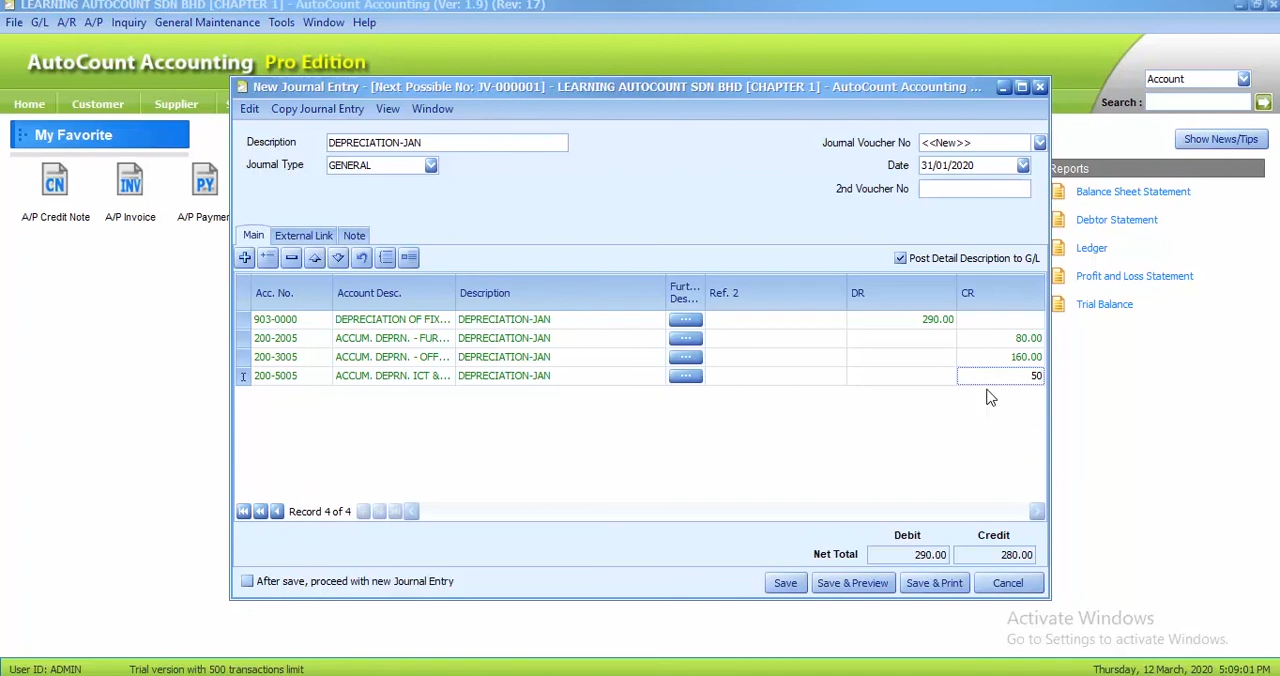 LEARNING AUTOCOUNT SDN BHD [CHAPTER 1] - AutoCount Accounting (Ver: 1.9) (Rev: 17)
File G/L A/R A/P Inquiry General Maintenance Tools Window Help
AutoCount Accounting Pro Edition
Account
Home Customer Supplier
Search :
My Favorite
Show News/Tips
CN INV PY
A/P Credit Note A/P Invoice A/P Paymen
Reports
Balance Sheet Statement
Debtor Statement
Ledger
Profit and Loss Statement
Trial Balance
New Journal Entry - [Next Possible No: JV-000001] - LEARNING AUTOCOUNT SDN BHD [CHAPTER 1] - AutoCount Accounting ...
Edit Copy Journal Entry View Window
Description DEPRECIATION-JAN Journal Voucher No <<New>>
Journal Type GENERAL Date 31/01/2020
2nd Voucher No
Main External Link Note
Post Detail Description to G/L
Acc. No. Account Desc. Description Furt... Des... Ref. 2 DR CR
903-0000 DEPRECIATION OF FIX... DEPRECIATION-JAN ... 290.00
200-2005 ACCUM. DEPRN. - FUR... DEPRECIATION-JAN ... 80.00
200-3005 ACCUM. DEPRN. - OFF... DEPRECIATION-JAN ... 160.00
200-5005 ACCUM. DEPRN. ICT &... DEPRECIATION-JAN ... 50
Record 4 of 4
Debit Credit
Net Total 290.00 280.00
After save, proceed with new Journal Entry
Save Save & Preview Save & Print Cancel
Activate Windows
Go to Settings to activate Windows.
User ID: ADMIN Trial version with 500 transactions limit Thursday, 12 March, 2020 5:09:01 PM